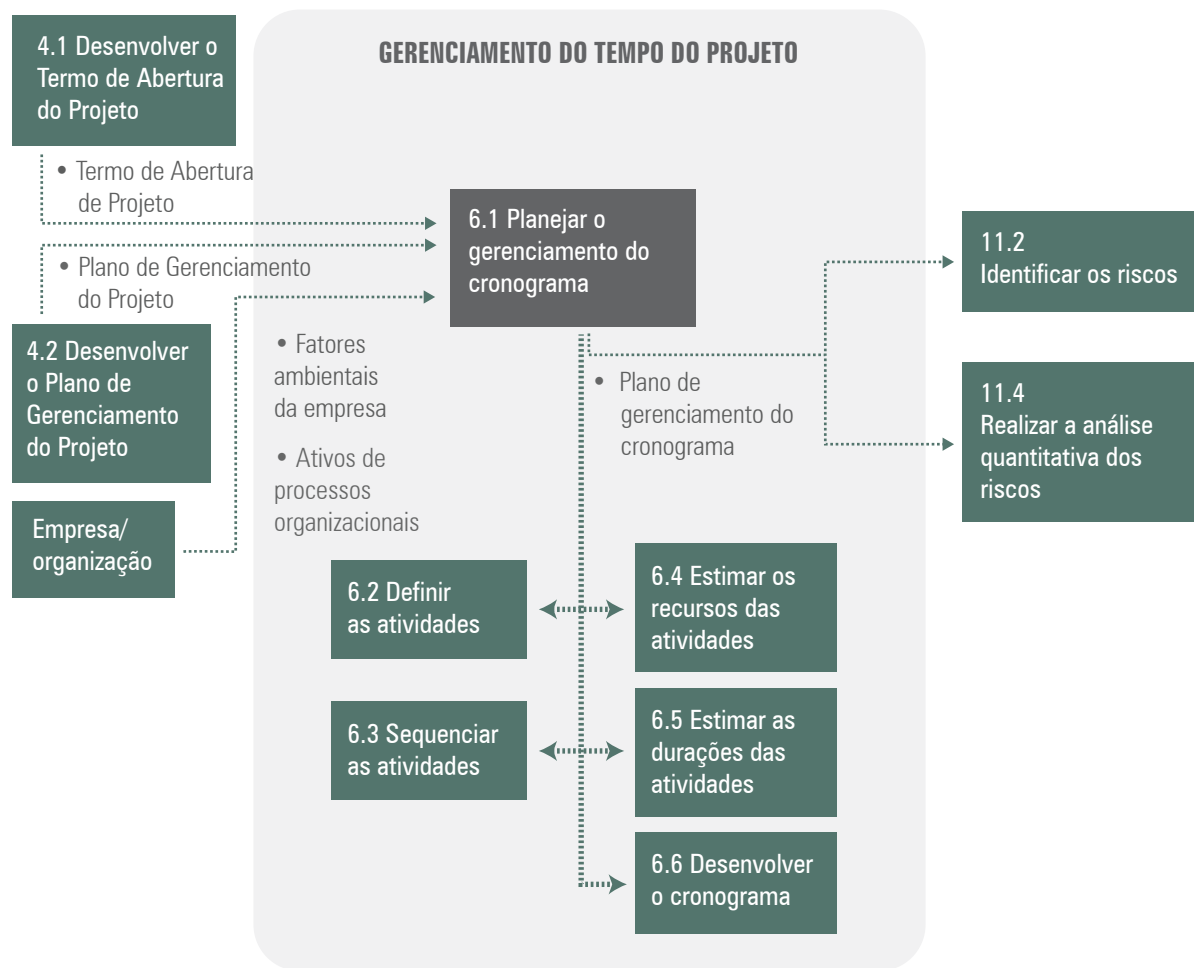 GERENCIAMENTO DO TEMPO DO PROJETO
4.1 Desenvolver o
Termo de Abertura
do Projeto
• Termo de Abertura
de Projeto
• Plano de Gerenciamento
do Projeto
4.2 Desenvolver
o Plano de
Gerenciamento
do Projeto
Empresa/
organização
6.1 Planejar o
gerenciamento do
cronograma
• Fatores
ambientais
da empresa
• Ativos de
processos
organizacionais
• Plano de
gerenciamento do
cronograma
11.2
Identificar os riscos
11.4
Realizar a análise
quantitativa dos
riscos
6.2 Definir
as atividades
6.4 Estimar os
recursos das
atividades
6.3 Sequenciar
as atividades
6.5 Estimar as
durações das
atividades
6.6 Desenvolver
o cronograma